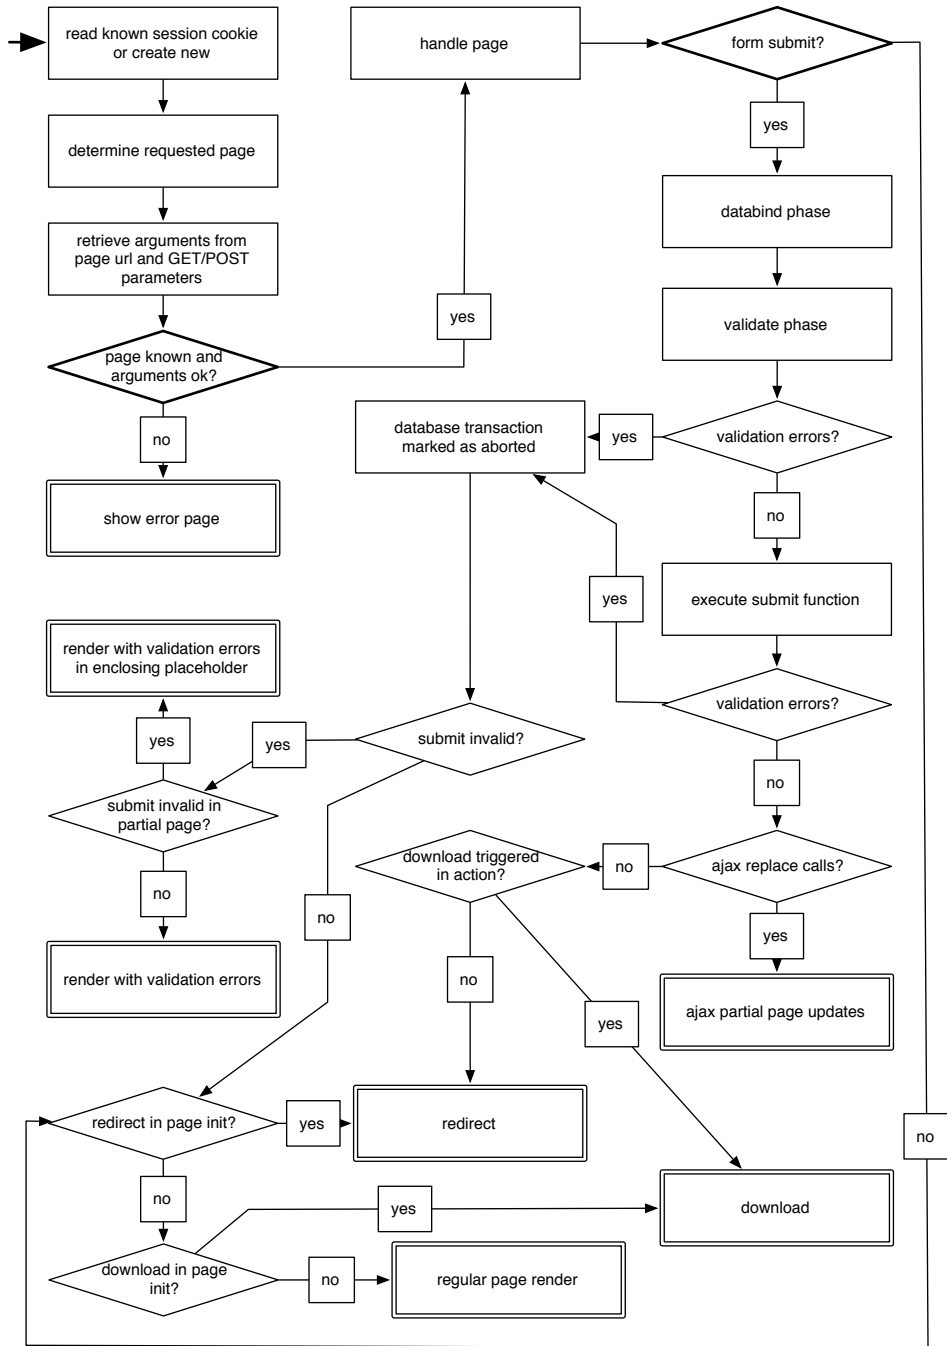 read known session cookie
or create new
handle page
form submit?
yes
determine requested page
databind phase
retrieve arguments from
page url and GET/POST
parameters
yes
validate phase
page known and
arguments ok?
no
database transaction
marked as aborted
yes
validation errors?
show error page
no
yes
execute submit function
render with validation errors
in enclosing placeholder
validation errors?
yes
yes
submit invalid?
no
submit invalid in
partial page?
download triggered
in action?
no
ajax replace calls?
no
no
yes
render with validation errors
no
ajax partial page updates
yes
redirect in page init?
yes
redirect
no
no
yes
download
download in page
init?
no
regular page render